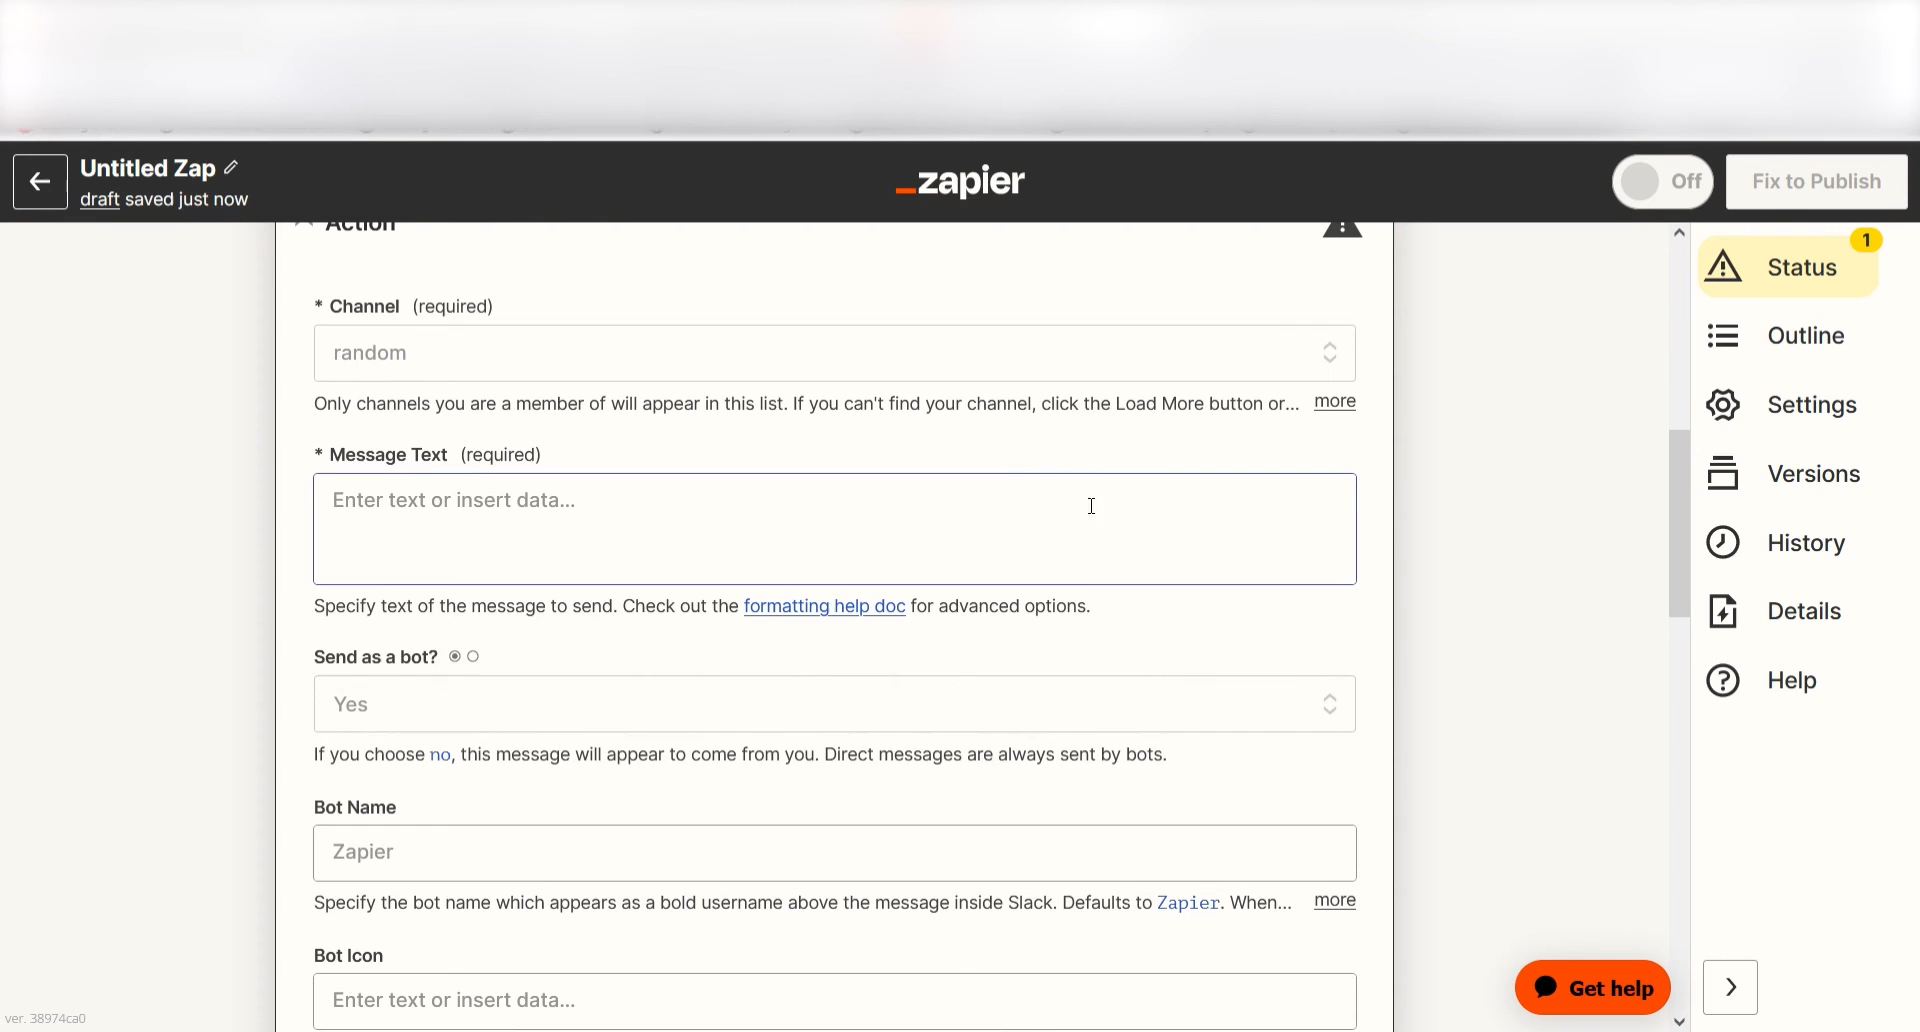 Untitled Zap
draft saved just now
_zapier
Off
Fix to Publish
Action
* Channel (required)
random
Only channels you are a member of will appear in this list. If you can't find your channel, click the Load More button or... more
* Message Text (required)
Enter text or insert data...
Specify text of the message to send. Check out the formatting help doc for advanced options.
Send as a bot?
Yes
If you choose no, this message will appear to come from you. Direct messages are always sent by bots.
Bot Name
Zapier
Specify the bot name which appears as a bold username above the message inside Slack. Defaults to Zapier. When... more
Bot Icon
Enter text or insert data...
1
Status
Outline
Settings
Versions
History
Details
Help
Get help
ver. 38974ca0